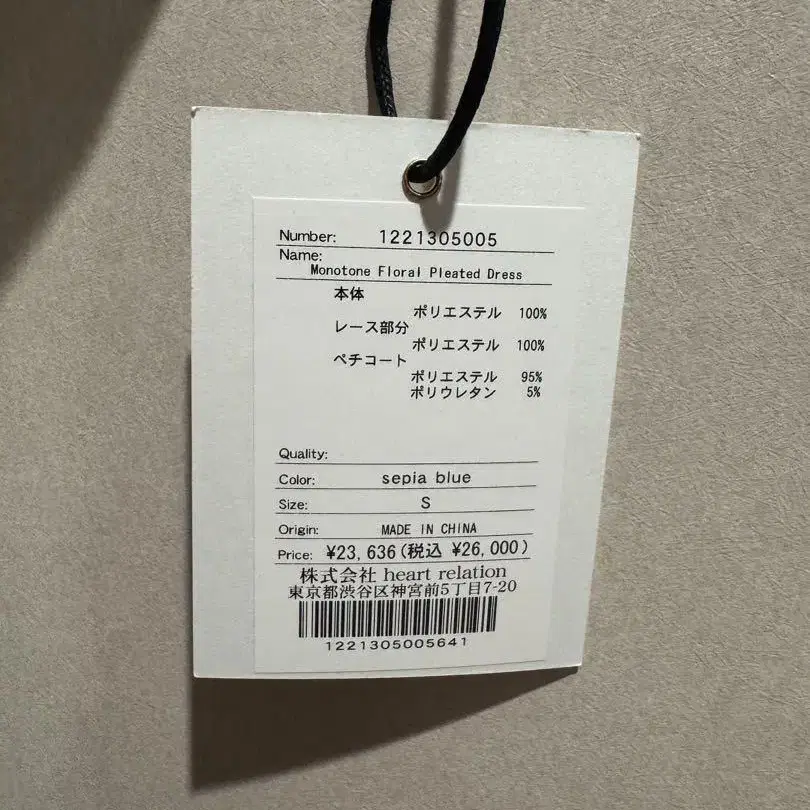 Number: 1221305005
Name:
Monotone Floral Pleated Dress
本体
ポリエステル 100%
レース部分
ポリエステル 100%
ペチコート
ポリエステル 95%
ポリウレタン 5%
Quality:
Color: sepia blue
Size: S
Origin: MADE IN CHINA
Price: ¥23,636(税込 ¥26,000)
株式会社 heart relation
東京都渋谷区神宮前5丁目7-20
1221305005641